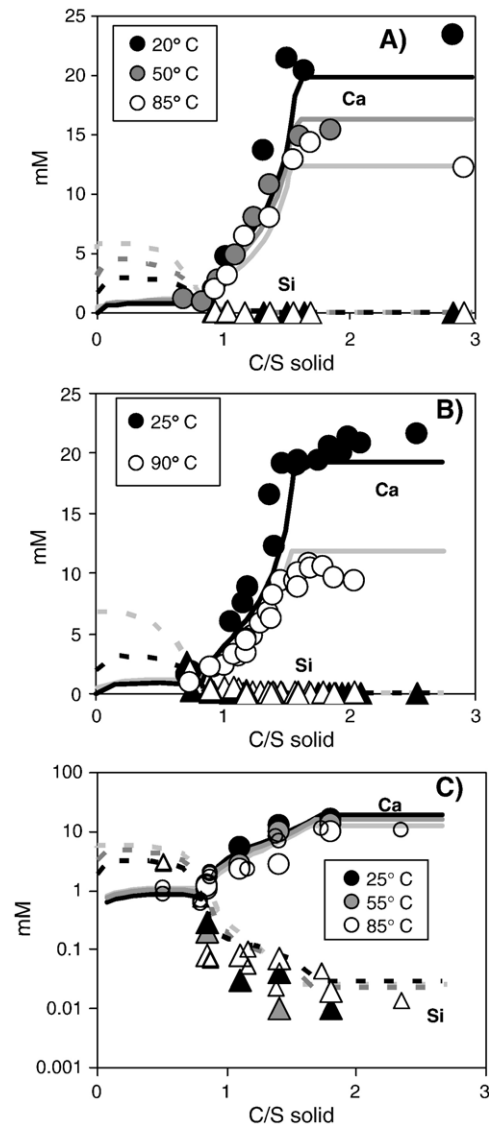 A)
20° C
50° C
85° C
25
20
15
10
5
0
mM
Ca
Si
0 1 2 3
C/S solid
B)
25° C
90° C
25
20
15
10
5
0
mM
Ca
Si
0 1 2 3
C/S solid
C)
100
10
1
0.1
0.01
0.001
mM
Ca
25° C
55° C
85° C
Si
0 1 2 3
C/S solid